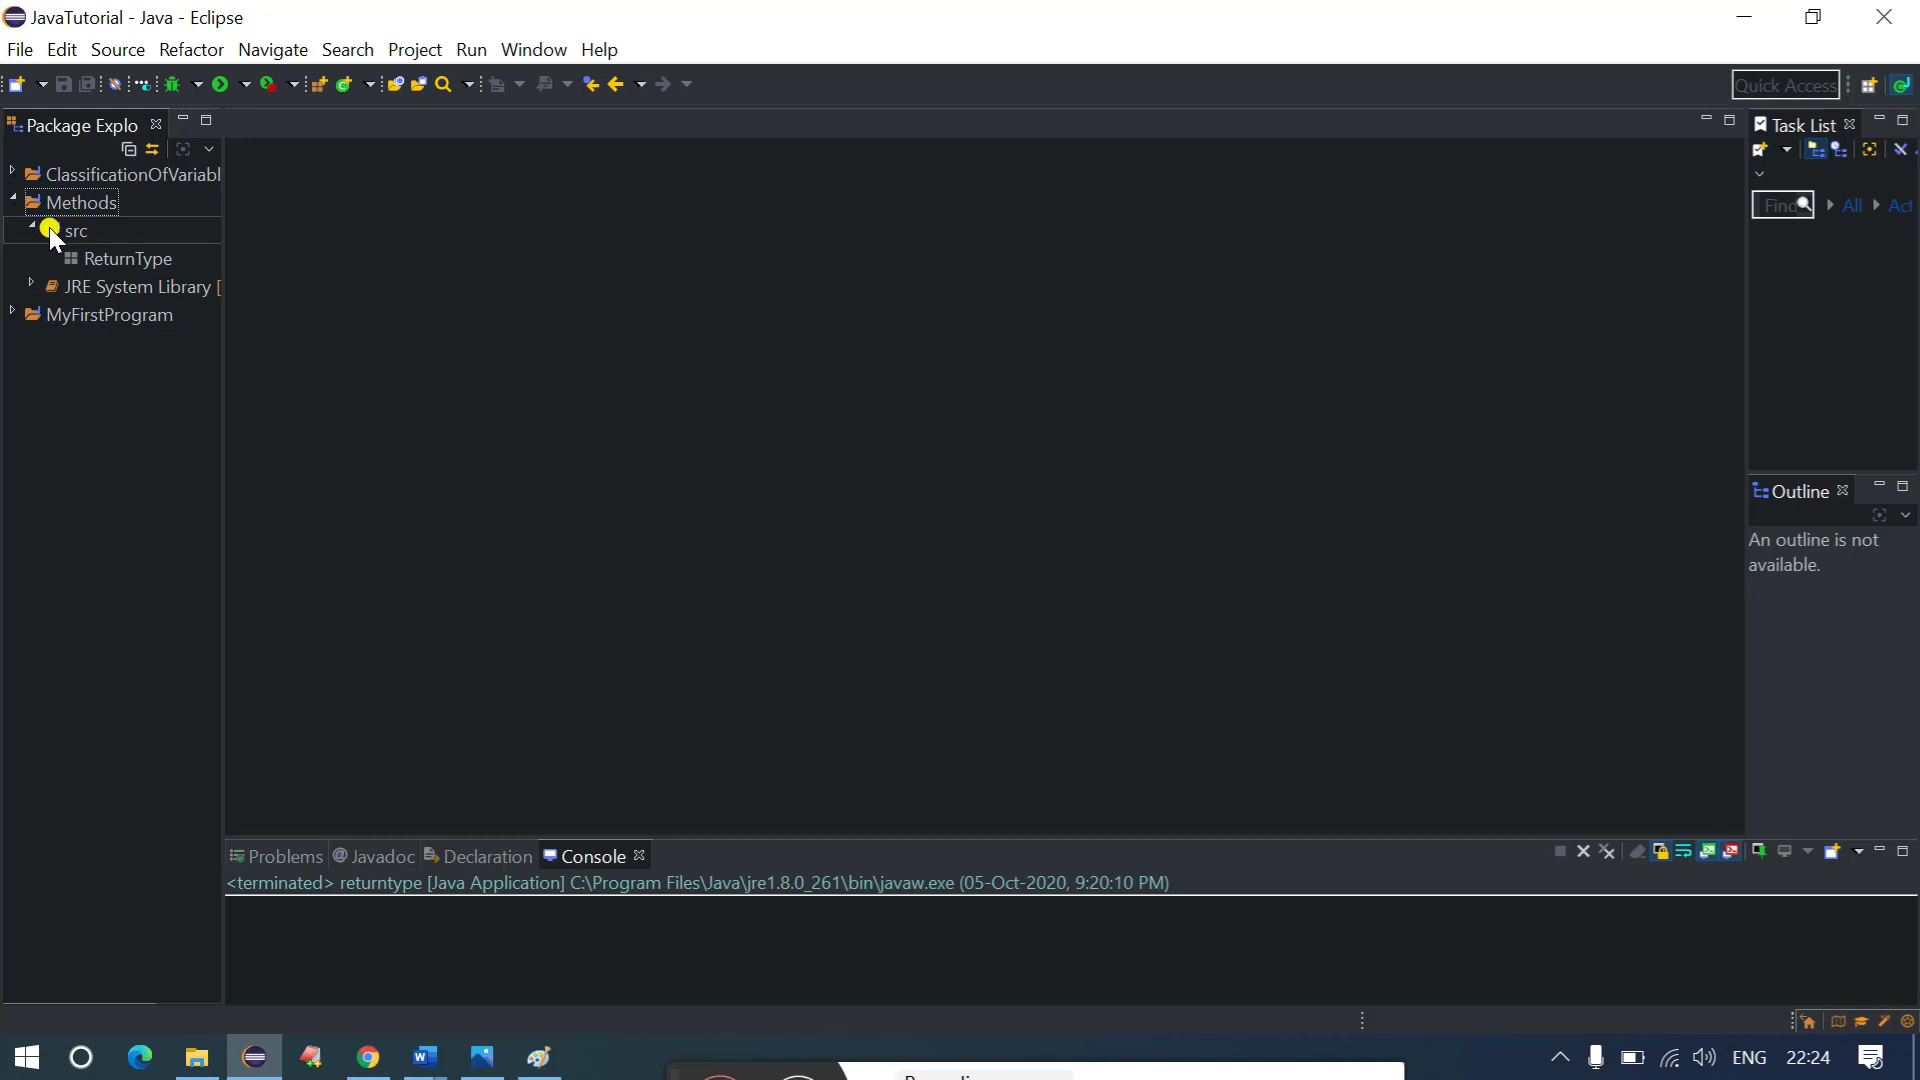 JavaTutorial - Java - Eclipse
File Edit Source Refactor Navigate Search Project Run Window Help
Quick Access
Package Explo
Task List
ClassificationOfVariabl
Methods
src
ReturnType
JRE System Library [
MyFirstProgram
Find All Act
Outline
An outline is not
available.
Problems @ Javadoc Declaration Console
<terminated> returntype [Java Application] C:\Program Files\Java\jre1.8.0_261\bin\javaw.exe (05-Oct-2020, 9:20:10 PM)
ENG 22:24